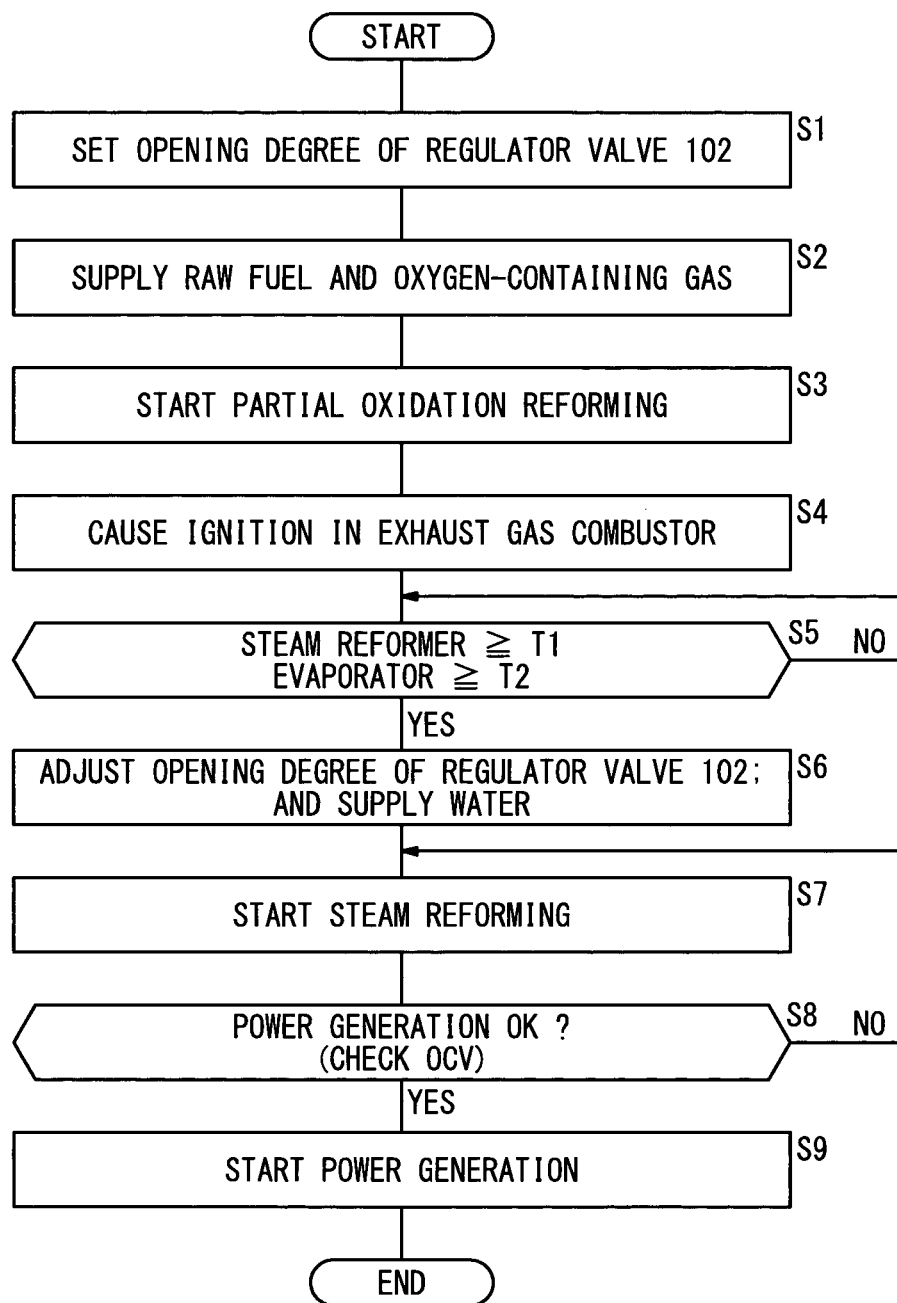 START
S1
SET OPENING DEGREE OF REGULATOR VALVE 102
S2
SUPPLY RAW FUEL AND OXYGEN-CONTAINING GAS
S3
START PARTIAL OXIDATION REFORMING
S4
CAUSE IGNITION IN EXHAUST GAS COMBUSTOR
S5 NO
STEAM REFORMER ≧ T1
EVAPORATOR ≧ T2
YES
S6
ADJUST OPENING DEGREE OF REGULATOR VALVE 102;
AND SUPPLY WATER
S7
START STEAM REFORMING
S8 NO
POWER GENERATION OK ?
(CHECK OCV)
YES
S9
START POWER GENERATION
END